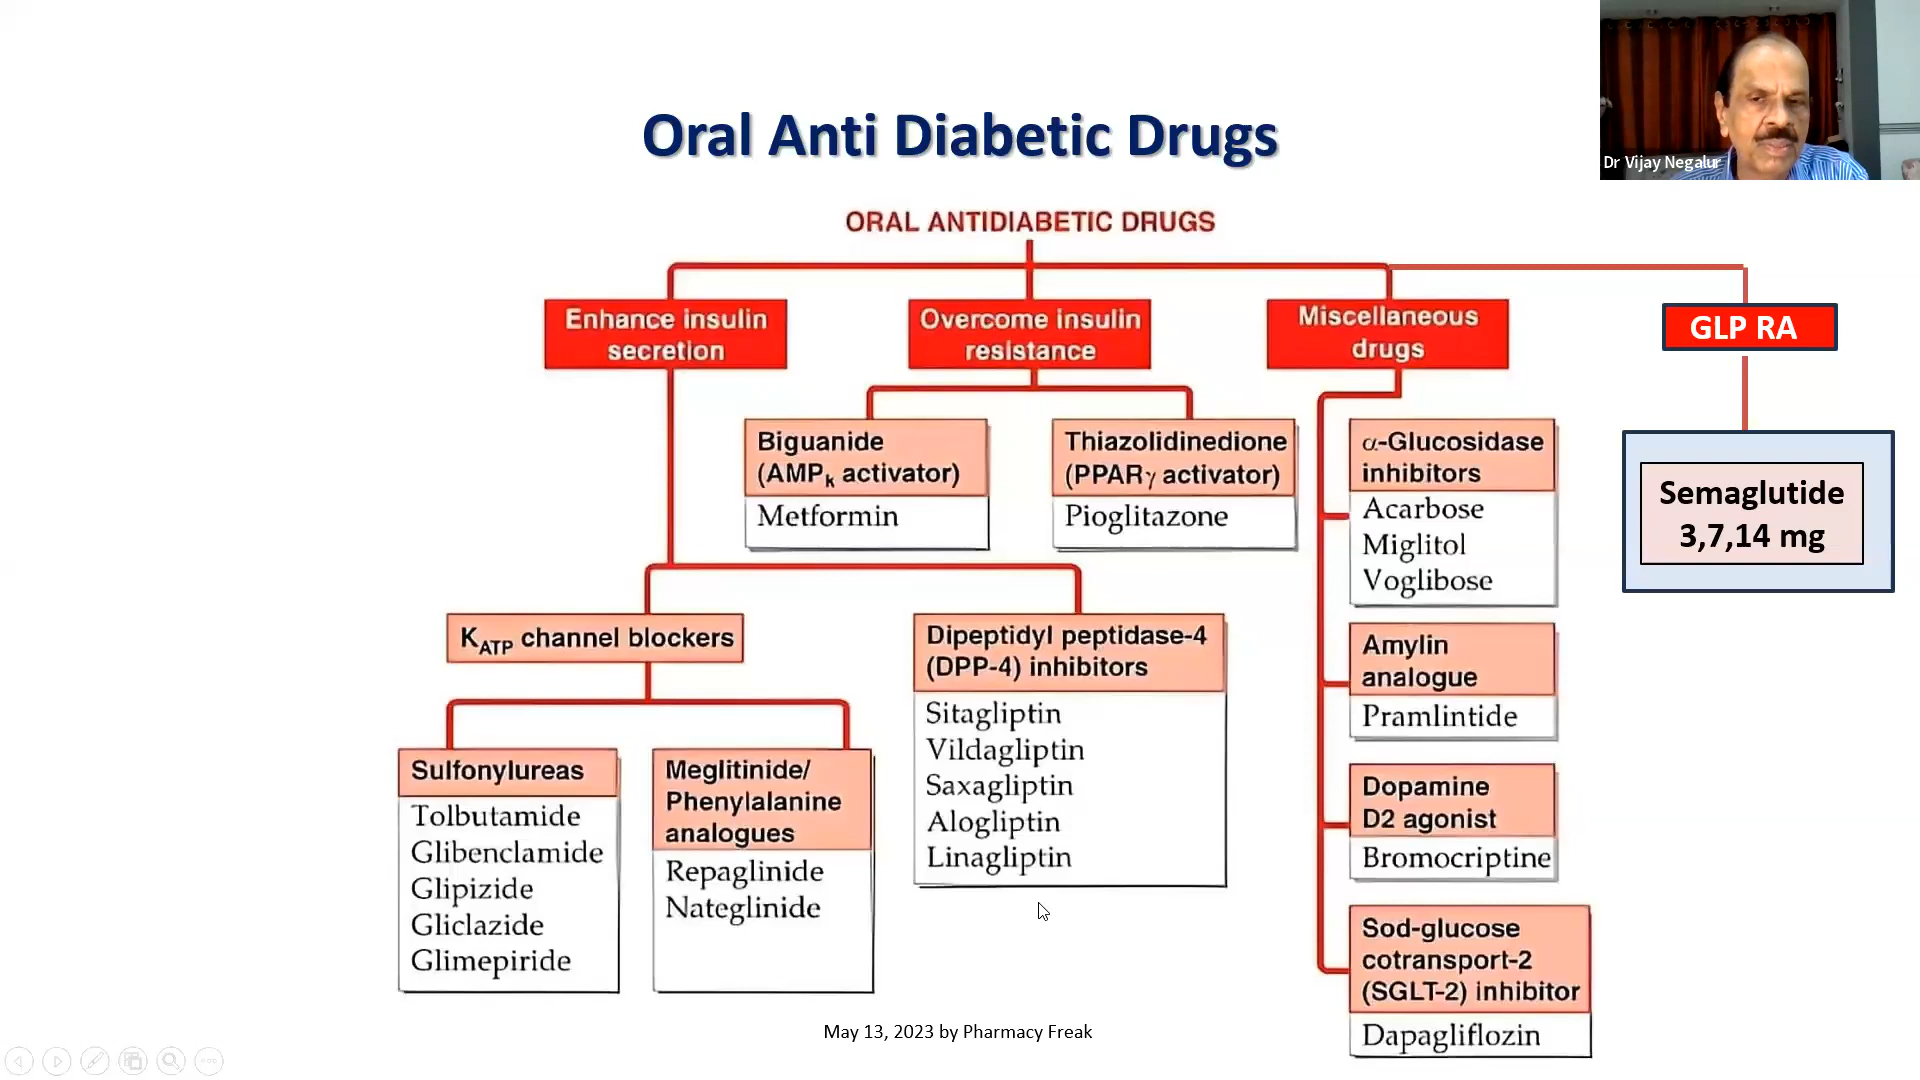 Dr Vijay Negalur
Oral Anti Diabetic Drugs
ORAL ANTIDIABETIC DRUGS
Enhance insulin
secretion
Overcome insulin
resistance
Miscellaneous
drugs
GLP RA
Biguanide
(AMPk activator)
Metformin
Thiazolidinedione
(PPARγ activator)
Pioglitazone
α-Glucosidase
inhibitors
Acarbose
Miglitol
Voglibose
Semaglutide
3,7,14 mg
KATP channel blockers
Dipeptidyl peptidase-4
(DPP-4) inhibitors
Sitagliptin
Vildagliptin
Saxagliptin
Alogliptin
Linagliptin
Amylin
analogue
Pramlintide
Sulfonylureas
Tolbutamide
Glibenclamide
Glipizide
Gliclazide
Glimepiride
Meglitinide/
Phenylalanine
analogues
Repaglinide
Nateglinide
Dopamine
D2 agonist
Bromocriptine
Sod-glucose
cotransport-2
(SGLT-2) inhibitor
Dapagliflozin
May 13, 2023 by Pharmacy Freak